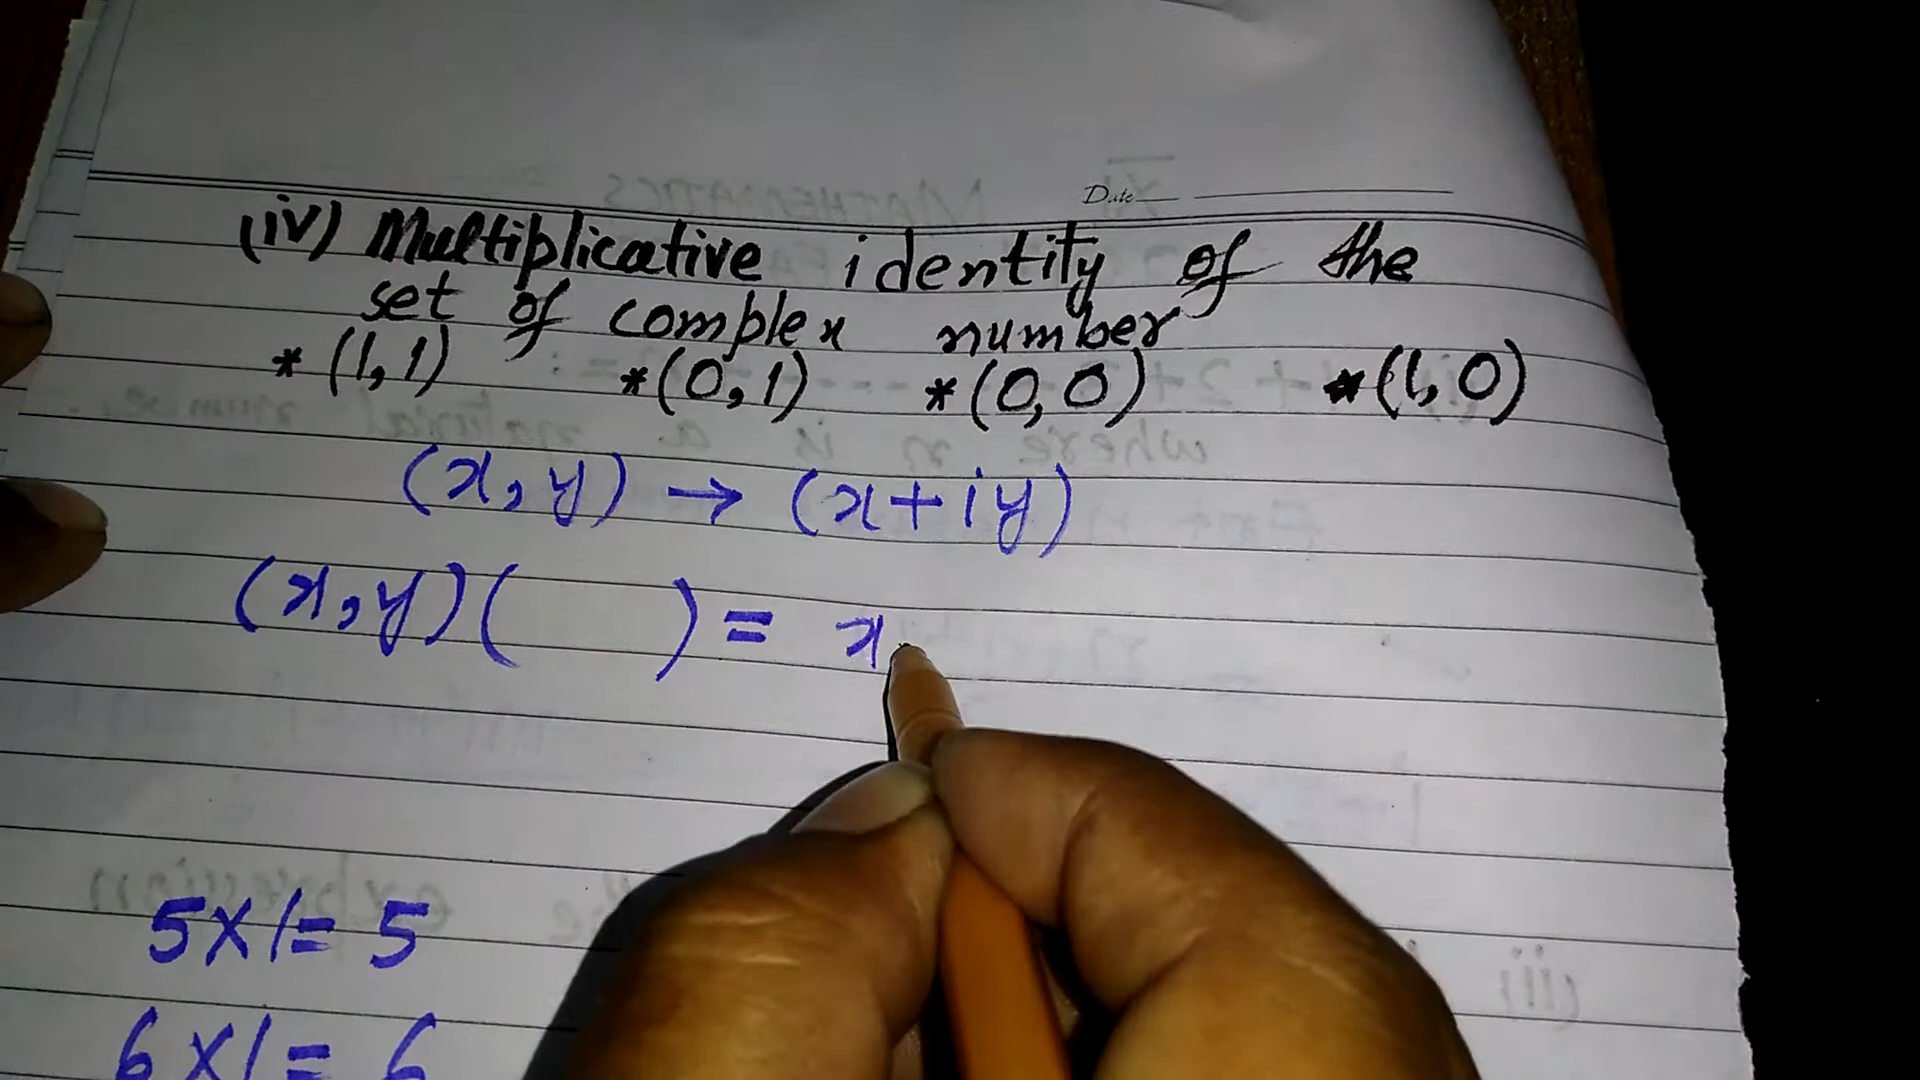 Date
(iv) Multiplicative identity of the
set of complex number
* (1,1) *(0,1) *(0,0) *(1,0)
(x,y) → (x+iy)
(x,y)( ) = x
5×1=5
6×1=6